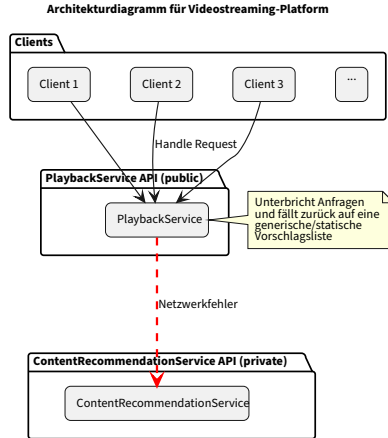 Architekturdiagramm für Videostreaming-Platform
Clients
Client 1
Client 2
Client 3
...
Handle Request
PlaybackService API (public)
PlaybackService
Unterbricht Anfragen
und fällt zurück auf eine
generische/statische
Vorschlagsliste
Netzwerkfehler
ContentRecommendationService API (private)
ContentRecommendationService